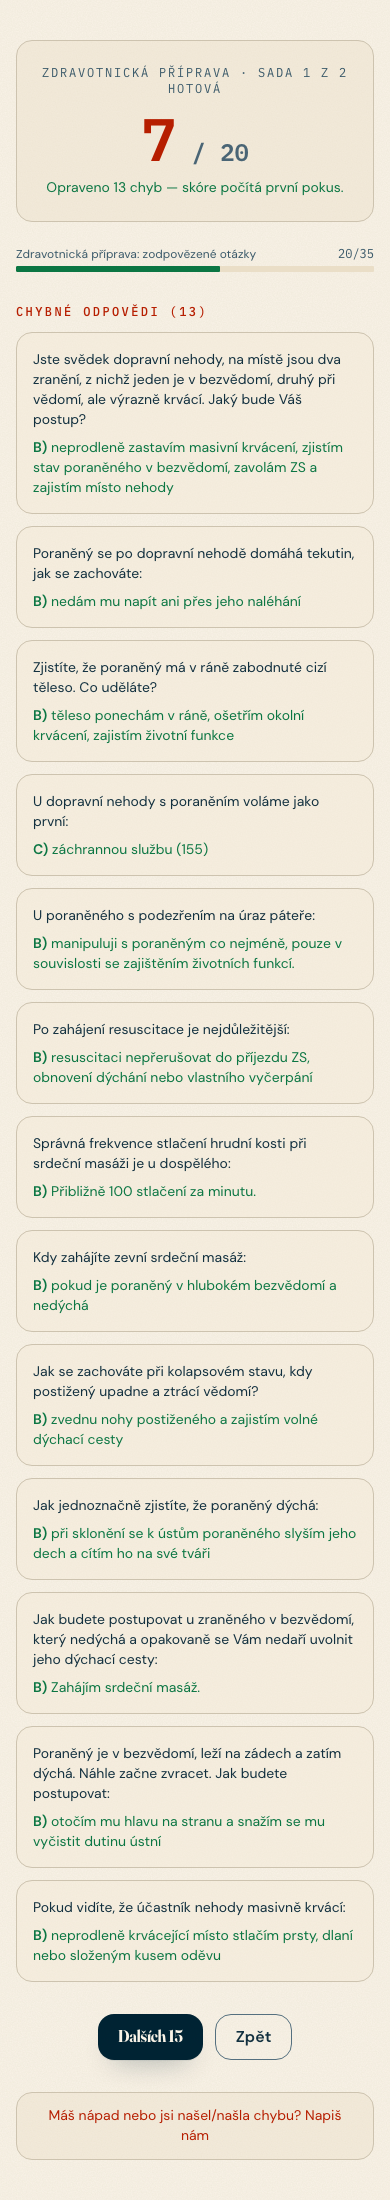 ZDRAVOTNICKÁ PŘÍPRAVA · SADA 1 Z 2
HOTOVÁ
7 / 20
Opraveno 13 chyb — skóre počítá první pokus.
Zdravotnická příprava: zodpovězené otázky 20/35
CHYBNÉ ODPOVĚDI (13)
Jste svědek dopravní nehody, na místě jsou dva
zranění, z nichž jeden je v bezvědomí, druhý při
vědomí, ale výrazně krvácí. Jaký bude Váš
postup?
B) neprodleně zastavím masivní krvácení, zjistím
stav poraněného v bezvědomí, zavolám ZS a
zajistím místo nehody
Poraněný se po dopravní nehodě domáhá tekutin,
jak se zachováte:
B) nedám mu napít ani přes jeho naléhání
Zjistíte, že poraněný má v ráně zabodnuté cizí
těleso. Co uděláte?
B) těleso ponechám v ráně, ošetřím okolní
krvácení, zajistím životní funkce
U dopravní nehody s poraněním voláme jako
první:
C) záchrannou službu (155)
U poraněného s podezřením na úraz páteře:
B) manipuluji s poraněným co nejméně, pouze v
souvislosti se zajištěním životních funkcí.
Po zahájení resuscitace je nejdůležitější:
B) resuscitaci nepřerušovat do příjezdu ZS,
obnovení dýchání nebo vlastního vyčerpání
Správná frekvence stlačení hrudní kosti při
srdeční masáži je u dospělého:
B) Přibližně 100 stlačení za minutu.
Kdy zahájíte zevní srdeční masáž:
B) pokud je poraněný v hlubokém bezvědomí a
nedýchá
Jak se zachováte při kolapsovém stavu, kdy
postižený upadne a ztrácí vědomí?
B) zvednu nohy postiženého a zajistím volné
dýchací cesty
Jak jednoznačně zjistíte, že poraněný dýchá:
B) při sklonění se k ústům poraněného slyším jeho
dech a cítím ho na své tváři
Jak budete postupovat u zraněného v bezvědomí,
který nedýchá a opakovaně se Vám nedaří uvolnit
jeho dýchací cesty:
B) Zahájím srdeční masáž.
Poraněný je v bezvědomí, leží na zádech a zatím
dýchá. Náhle začne zvracet. Jak budete
postupovat:
B) otočím mu hlavu na stranu a snažím se mu
vyčistit dutinu ústní
Pokud vidíte, že účastník nehody masivně krvácí:
B) neprodleně krvácející místo stlačím prsty, dlaní
nebo složeným kusem oděvu
Dalších 15 Zpět
Máš nápad nebo jsi našel/našla chybu? Napiš
nám